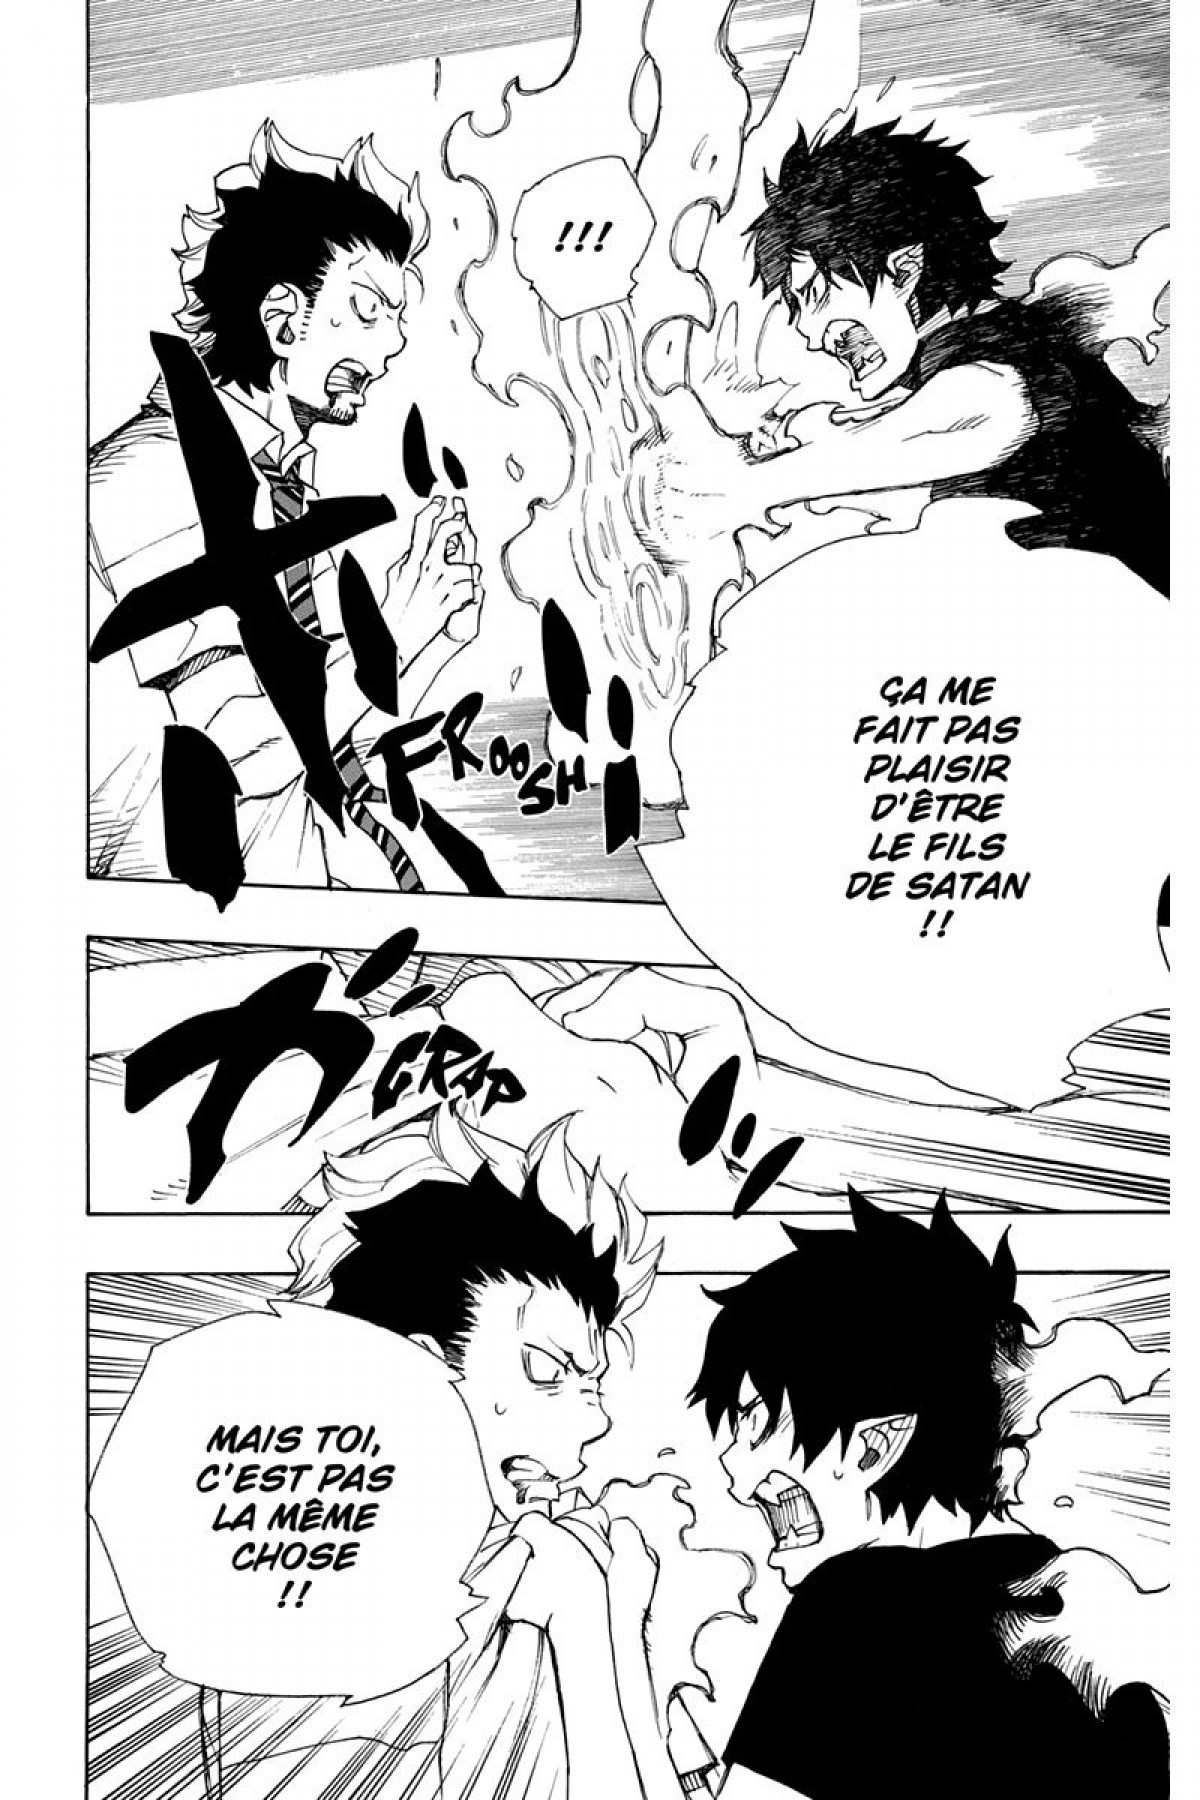 !!!
ÇA ME
FAIT PAS
PLAISIR
D'ÊTRE
LE FILS
DE SATAN
!!
FROOSH
GRAP
MAIS TOI,
C'EST PAS
LA MÊME
CHOSE
!!